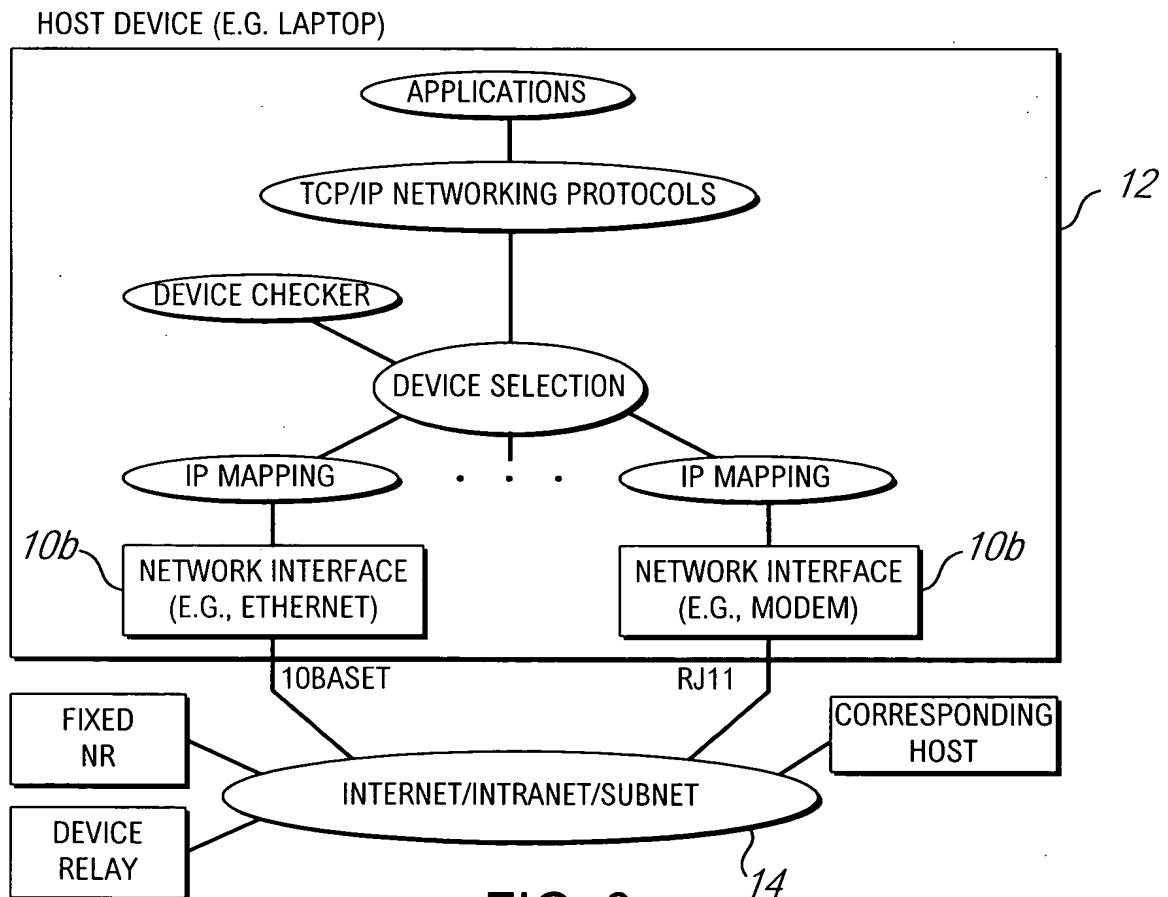 HOST DEVICE (E.G. LAPTOP)
APPLICATIONS
TCP/IP NETWORKING PROTOCOLS
12
DEVICE CHECKER
DEVICE SELECTION
IP MAPPING
. . .
IP MAPPING
10b
NETWORK INTERFACE
(E.G., ETHERNET)
NETWORK INTERFACE
(E.G., MODEM)
10b
10BASET
RJ11
FIXED
NR
CORRESPONDING
HOST
INTERNET/INTRANET/SUBNET
DEVICE
RELAY
14